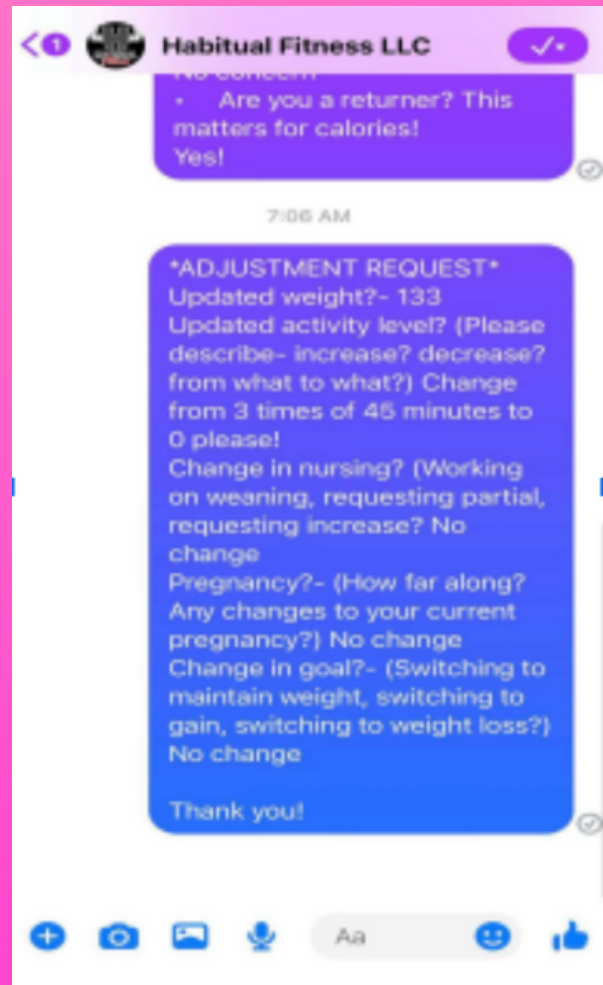 1
Habitual Fitness LLC
No concern
• Are you a returner? This
matters for calories!
Yes!
7:06 AM
*ADJUSTMENT REQUEST*
Updated weight?- 133
Updated activity level? (Please
describe- increase? decrease?
from what to what?) Change
from 3 times of 45 minutes to
0 please!
Change in nursing? (Working
on weaning, requesting partial,
requesting increase? No
change
Pregnancy?- (How far along?
Any changes to your current
pregnancy?) No change
Change in goal?- (Switching to
maintain weight, switching to
gain, switching to weight loss?)
No change
Thank you!
Aa